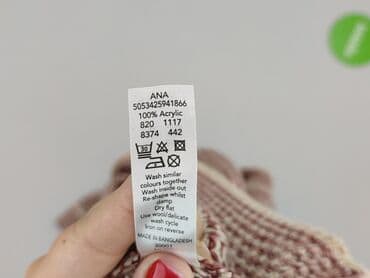 ANA
5053425941866
100% Acrylic
820 1117
8374 442
30
Wash similar
colours together
Wash inside out
Re-shape whilst
damp
Dry flat
Use wool/delicate
wash cycle
Iron on reverse
MADE IN BANGLADESH